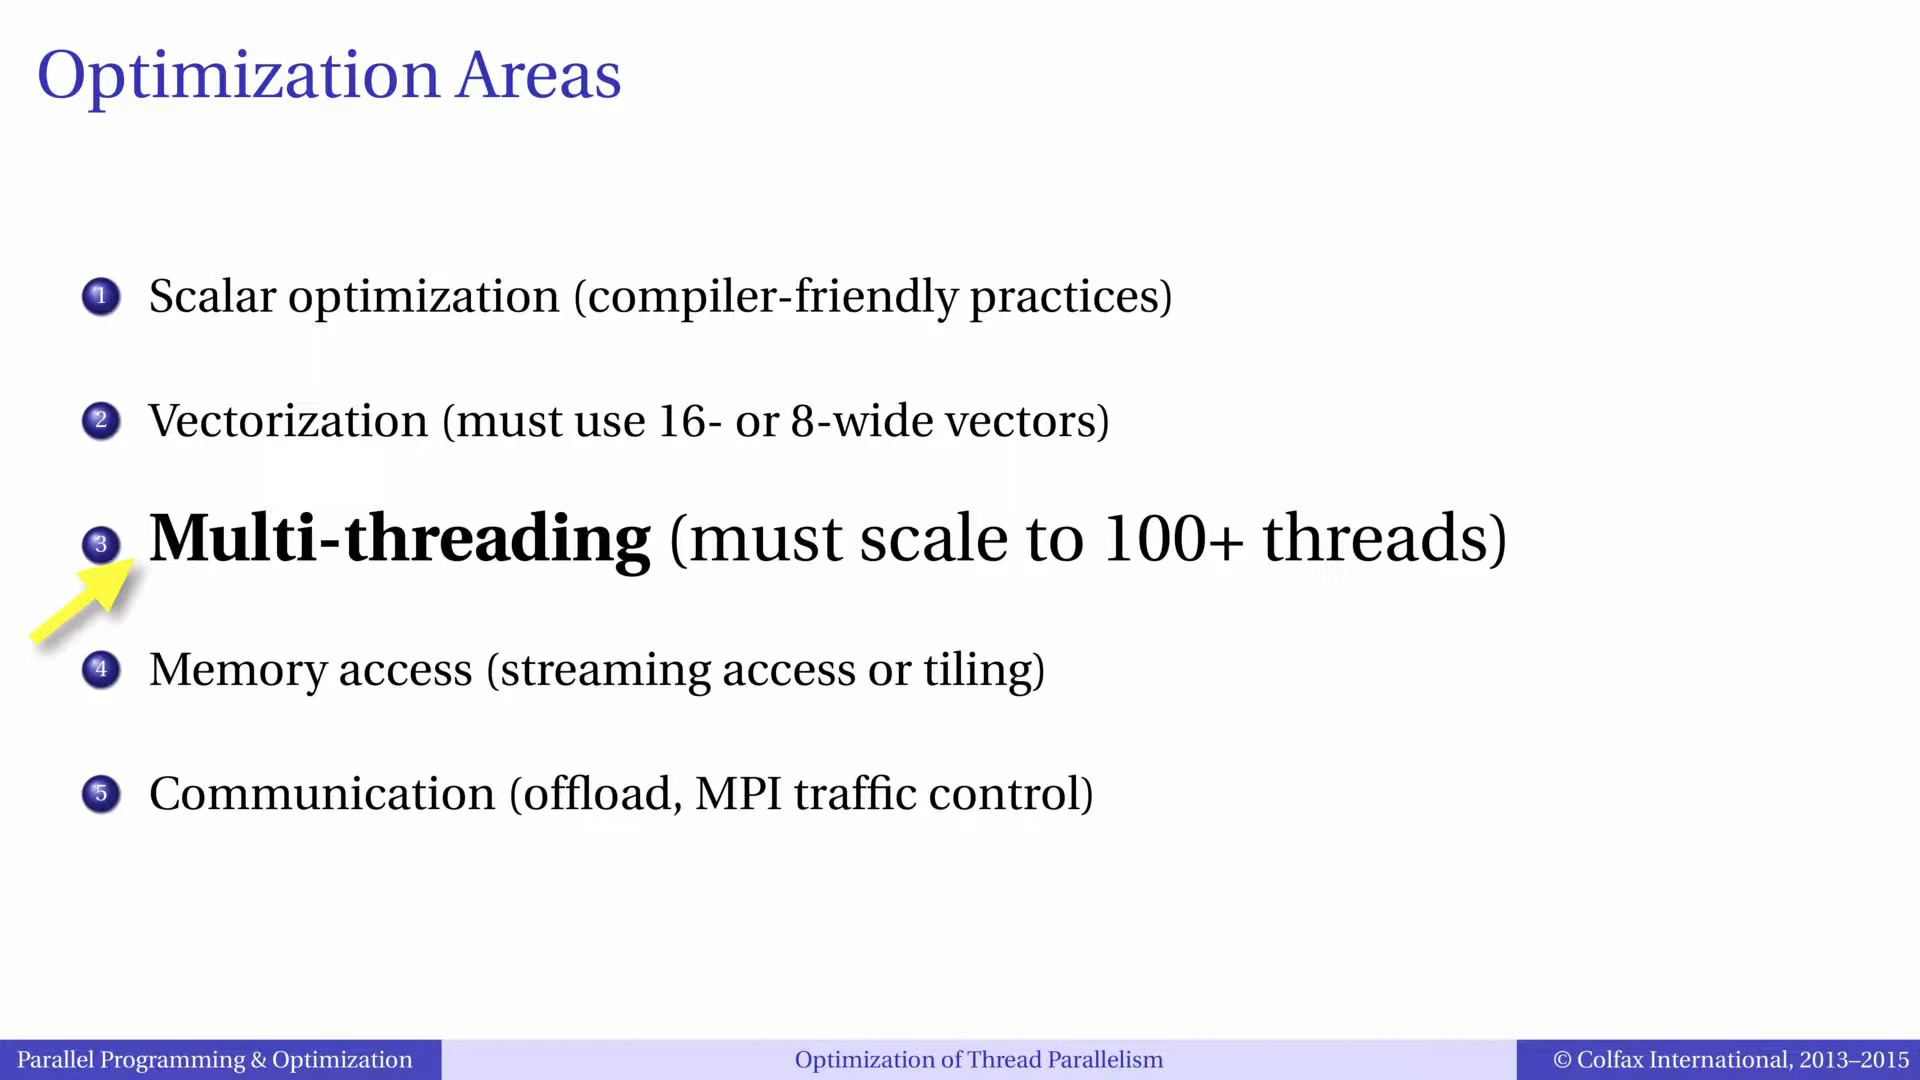 Optimization Areas
1 Scalar optimization (compiler-friendly practices)
2 Vectorization (must use 16- or 8-wide vectors)
3 Multi-threading (must scale to 100+ threads)
4 Memory access (streaming access or tiling)
5 Communication (offload, MPI traffic control)
Parallel Programming & Optimization
Optimization of Thread Parallelism
© Colfax International, 2013–2015